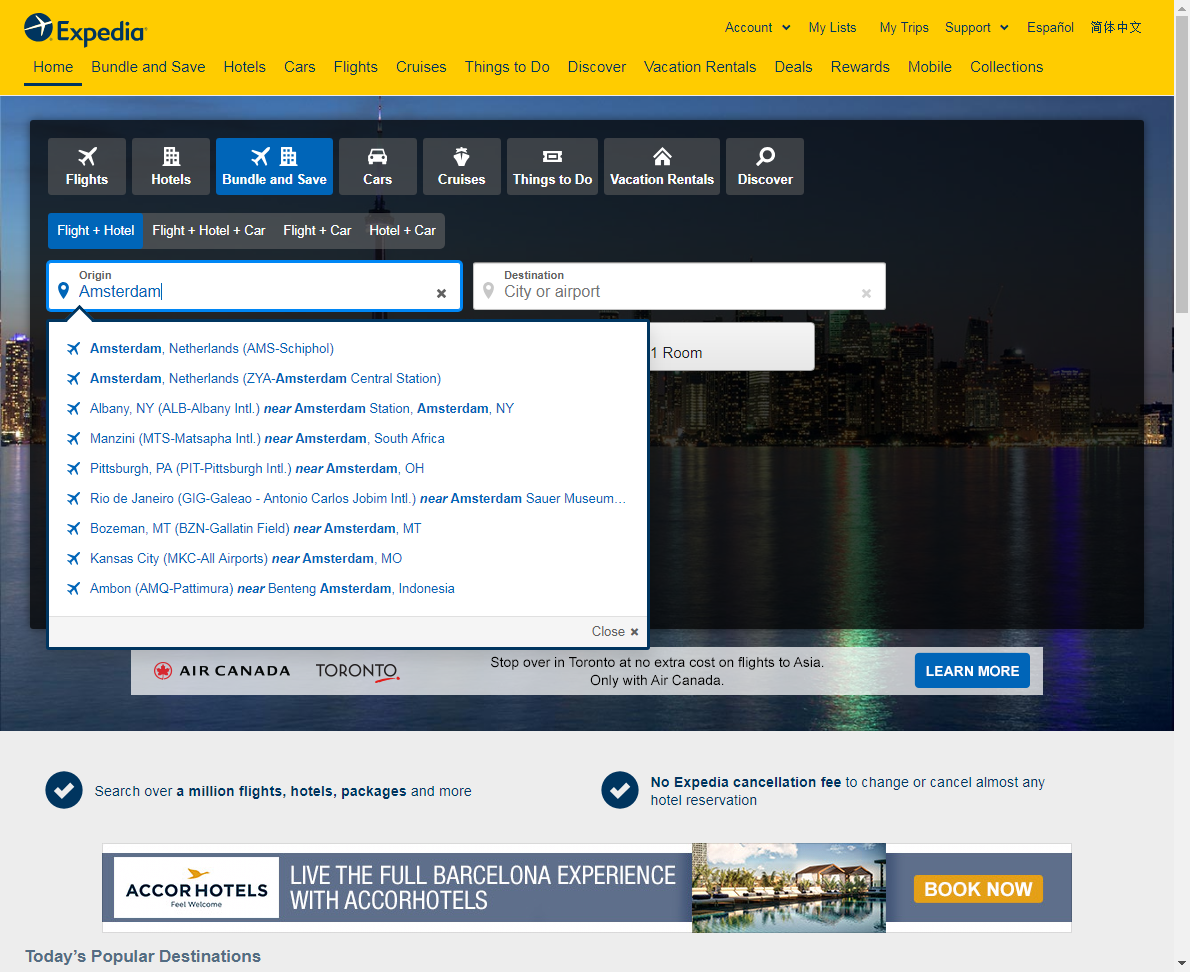 Expedia
Account
My Lists
My Trips
Support
Español
简体中文
Home
Bundle and Save
Hotels
Cars
Flights
Cruises
Things to Do
Discover
Vacation Rentals
Deals
Rewards
Mobile
Collections
Flights
Hotels
Bundle and Save
Cars
Cruises
Things to Do
Vacation Rentals
Discover
Flight + Hotel
Flight + Hotel + Car
Flight + Car
Hotel + Car
Origin
Amsterdam
Destination
City or airport
1 Room
Amsterdam, Netherlands (AMS-Schiphol)
Amsterdam, Netherlands (ZYA-Amsterdam Central Station)
Albany, NY (ALB-Albany Intl.) near Amsterdam Station, Amsterdam, NY
Manzini (MTS-Matsapha Intl.) near Amsterdam, South Africa
Pittsburgh, PA (PIT-Pittsburgh Intl.) near Amsterdam, OH
Rio de Janeiro (GIG-Galeao - Antonio Carlos Jobim Intl.) near Amsterdam Sauer Museum...
Bozeman, MT (BZN-Gallatin Field) near Amsterdam, MT
Kansas City (MKC-All Airports) near Amsterdam, MO
Ambon (AMQ-Pattimura) near Benteng Amsterdam, Indonesia
Close
AIR CANADA
TORONTO
Stop over in Toronto at no extra cost on flights to Asia.
Only with Air Canada.
LEARN MORE
Search over a million flights, hotels, packages and more
No Expedia cancellation fee to change or cancel almost any
hotel reservation
ACCORHOTELS
Feel Welcome
LIVE THE FULL BARCELONA EXPERIENCE
WITH ACCORHOTELS
BOOK NOW
Today's Popular Destinations